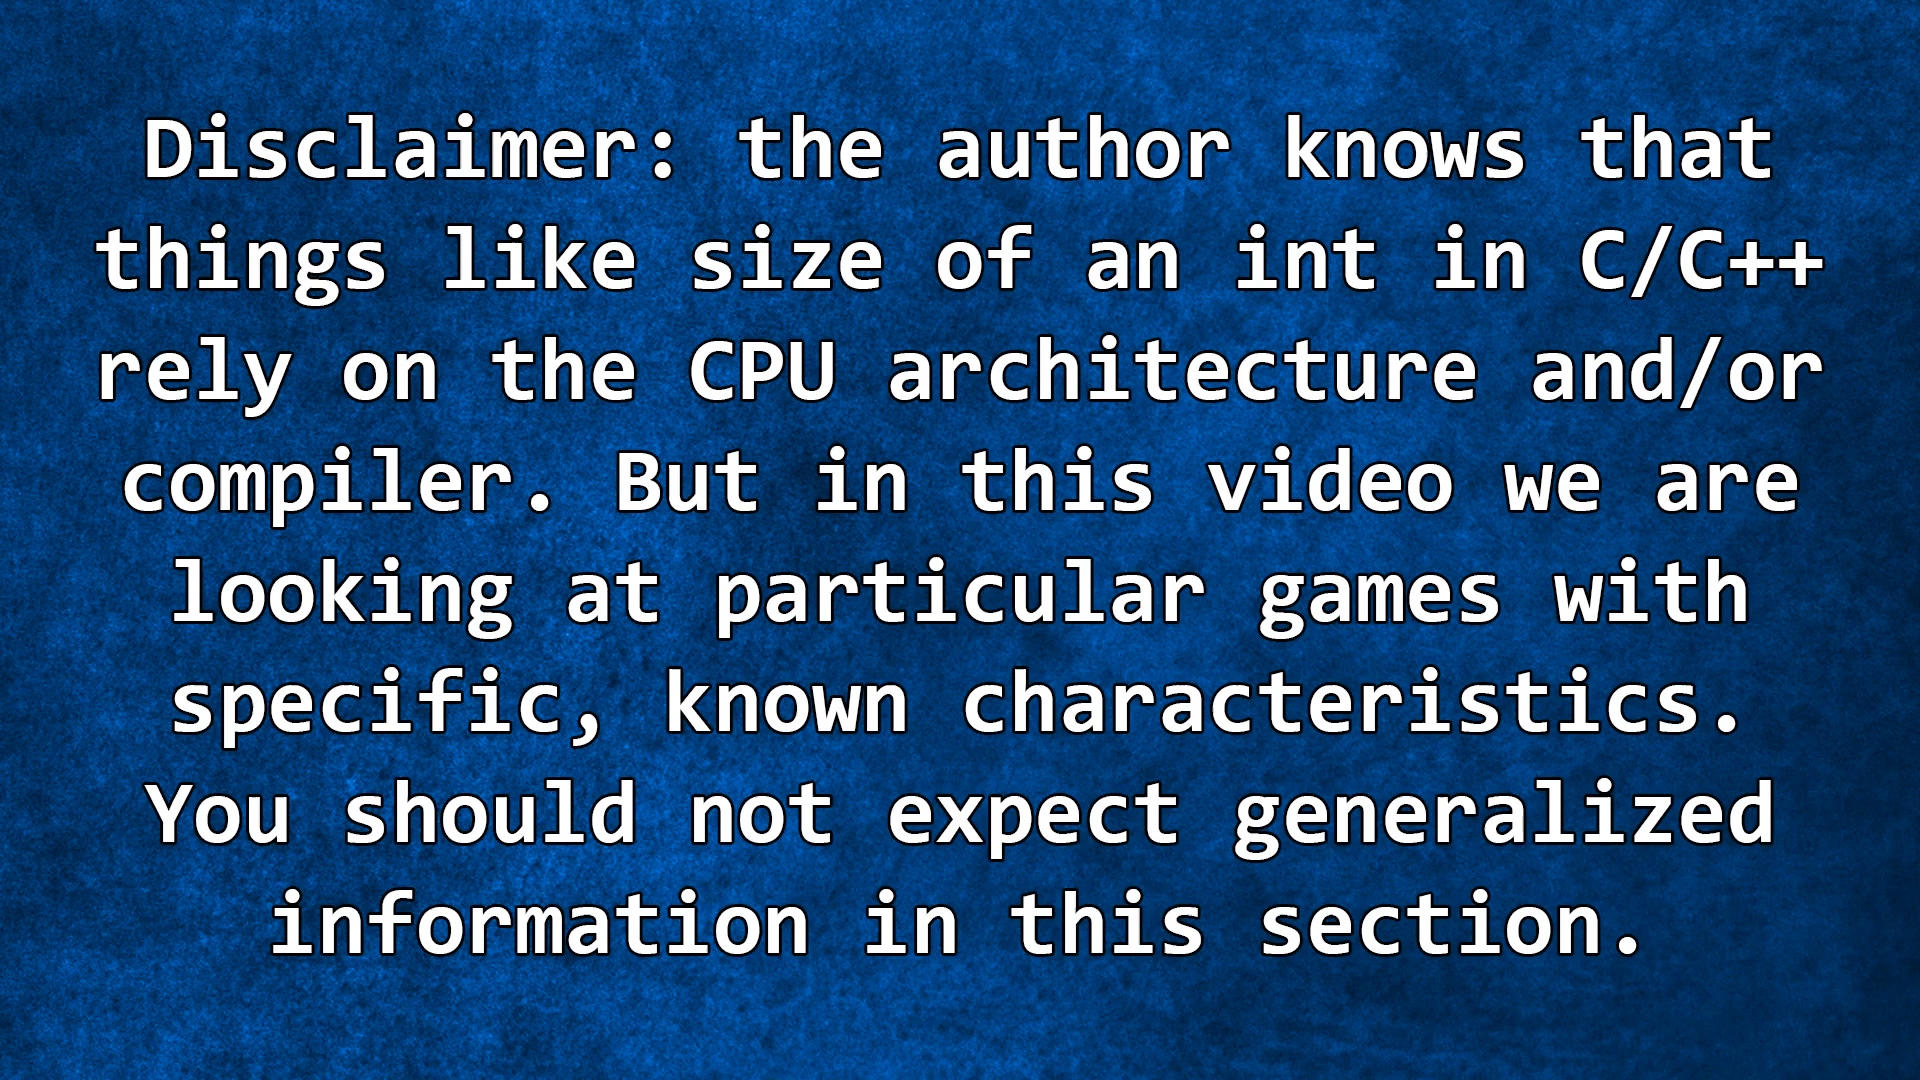 Disclaimer: the author knows that
things like size of an int in C/C++
rely on the CPU architecture and/or
compiler. But in this video we are
looking at particular games with
specific, known characteristics.
You should not expect generalized
information in this section.